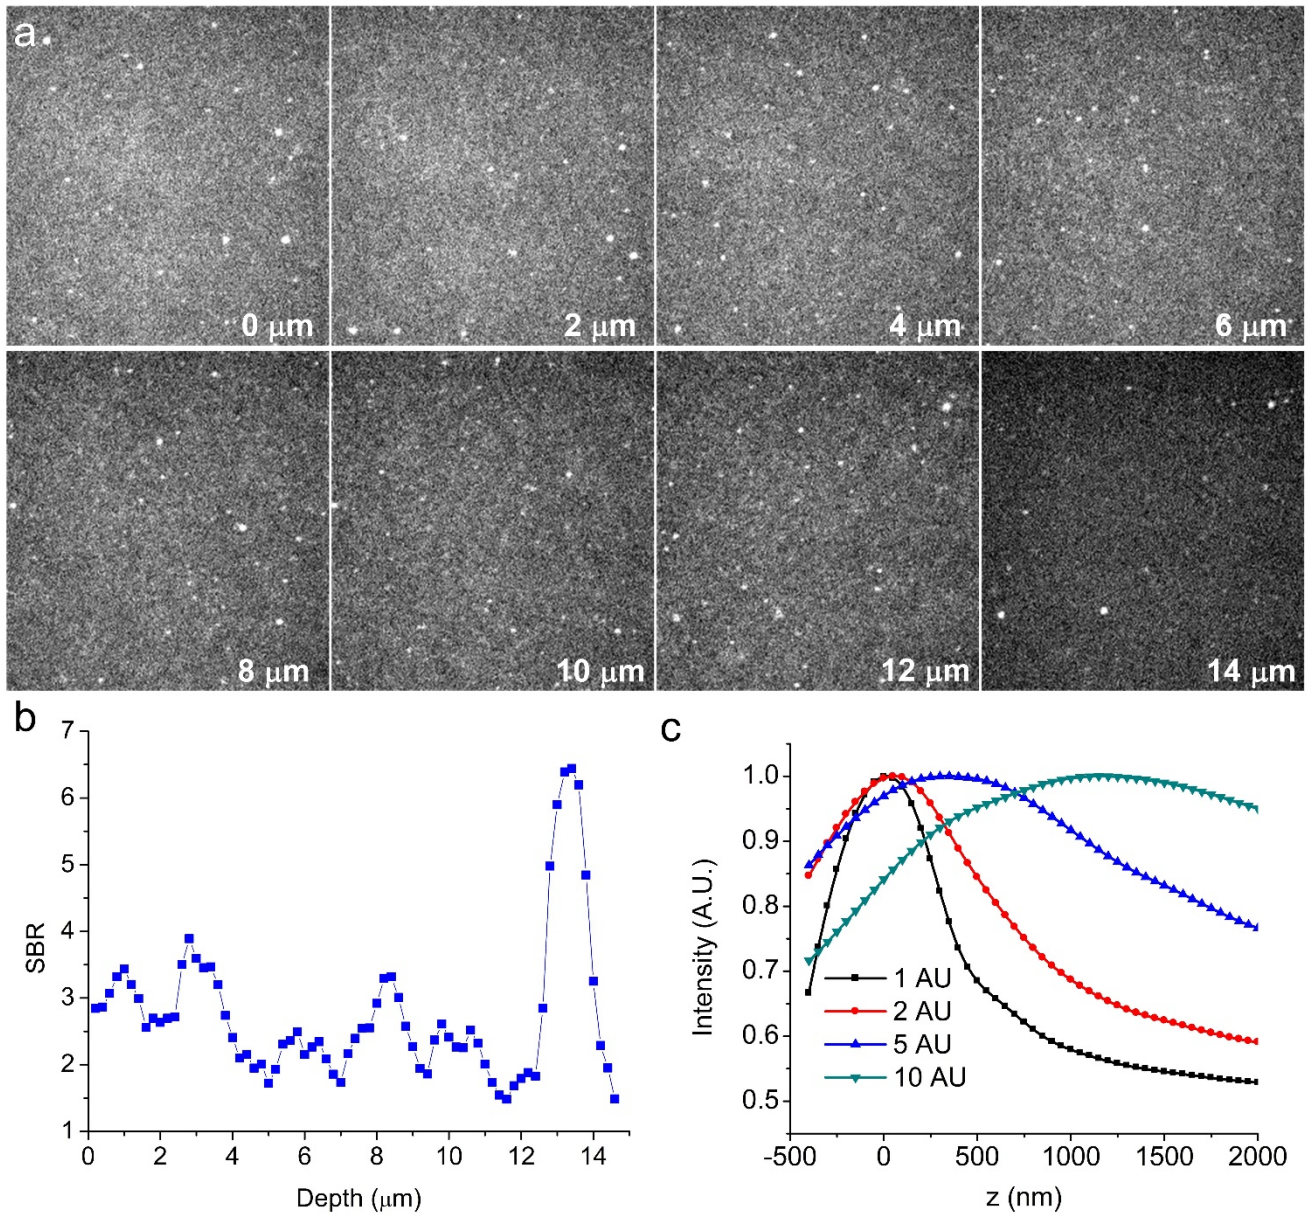 a
0 μm
2 μm
4 μm
6 μm
8 μm
10 μm
12 μm
14 μm
b
7
6
5
4
3
2
1
SBR
0 2 4 6 8 10 12 14
Depth (μm)
c
1.0
0.9
0.8
0.7
0.6
0.5
Intensity (A.U.)
1 AU
2 AU
5 AU
10 AU
-500 0 500 1000 1500 2000
z (nm)